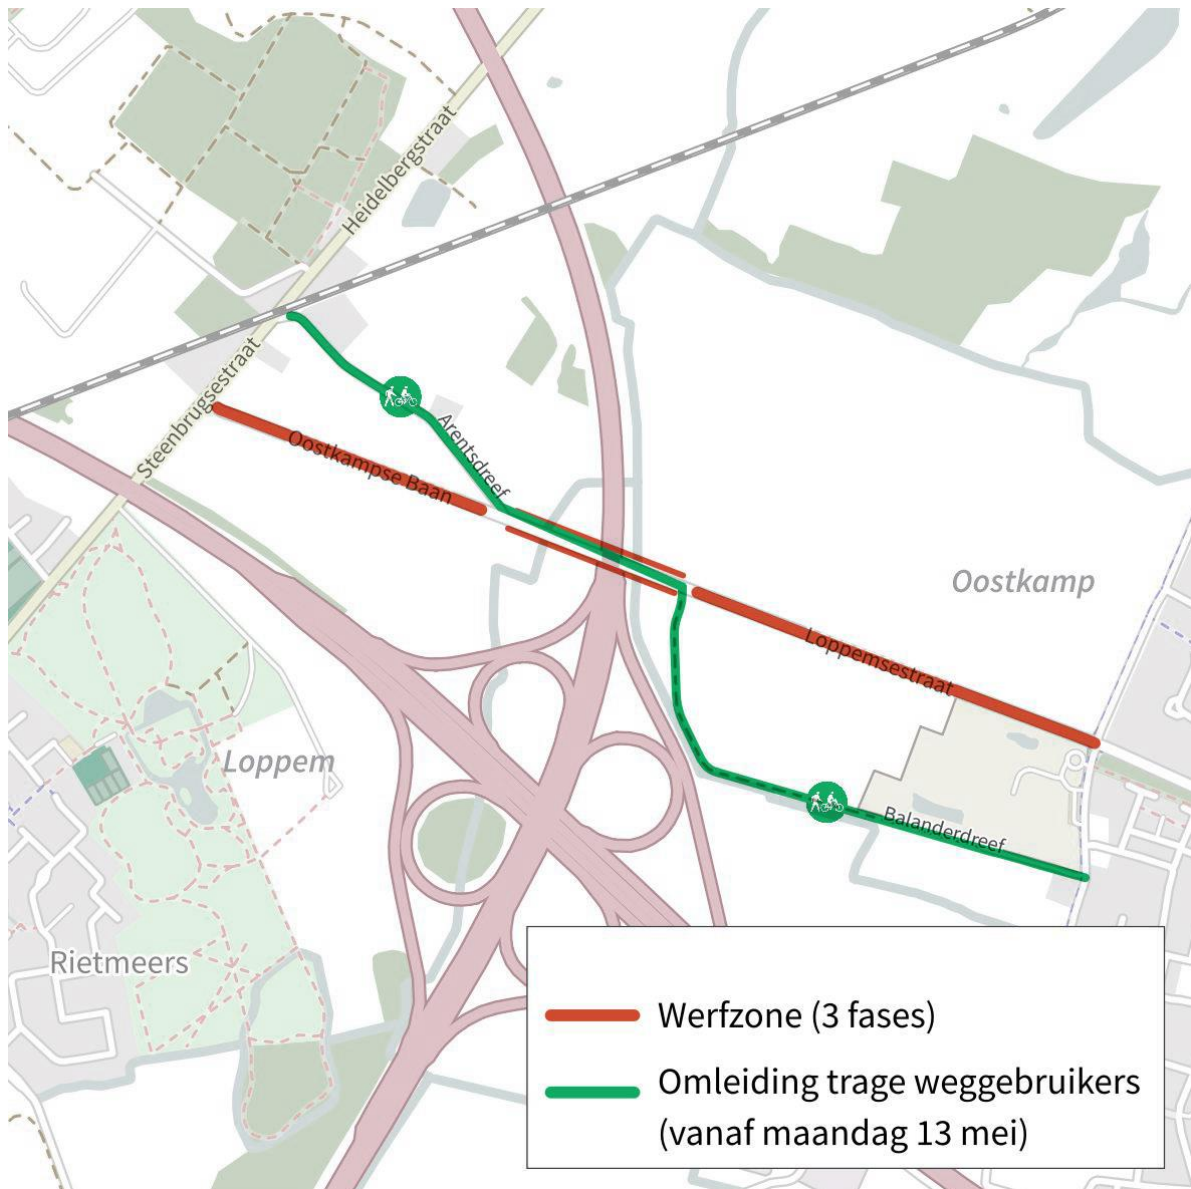 Heidelbergstraat
Steenbrugsestraat
Arentsdreef
Oostkampse Baan
Oostkamp
Loppemsestraat
Loppem
Balanderdreef
Rietmeers
Werfzone (3 fases)
Omleiding trage weggebruikers
(vanaf maandag 13 mei)